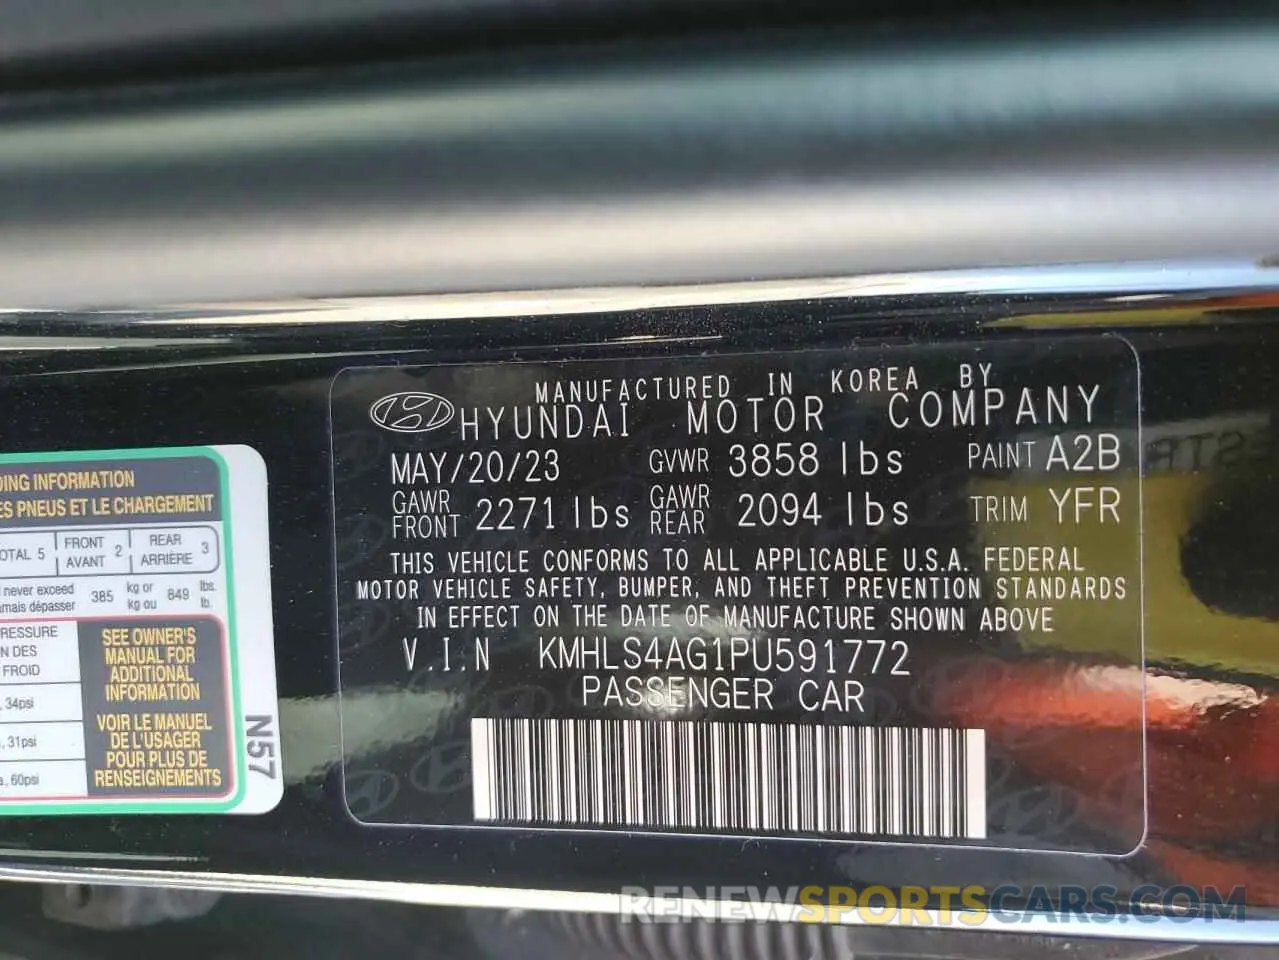 MANUFACTURED IN KOREA BY
HYUNDAI MOTOR COMPANY
MAY/20/23 GVWR 3858 lbs PAINT A2B
GAWR FRONT 2271 lbs GAWR REAR 2094 lbs TRIM YFR
THIS VEHICLE CONFORMS TO ALL APPLICABLE U.S.A. FEDERAL
MOTOR VEHICLE SAFETY, BUMPER, AND THEFT PREVENTION STANDARDS
IN EFFECT ON THE DATE OF MANUFACTURE SHOWN ABOVE
V.I.N KMHLS4AG1PU591772
PASSENGER CAR
INFORMATION
PNEUS ET LE CHARGEMENT
5 FRONT AVANT 2 REAR ARRIÈRE 3
never exceed
dépasser 385 kg or kg ou 849 lbs. lb.
DES
FROID
34psi
31psi
60psi
SEE OWNER'S
MANUAL FOR
ADDITIONAL
INFORMATION
VOIR LE MANUEL
DE L'USAGER
POUR PLUS DE
RENSEIGNEMENTS
N57
RENEWSPORTSCARS.COM